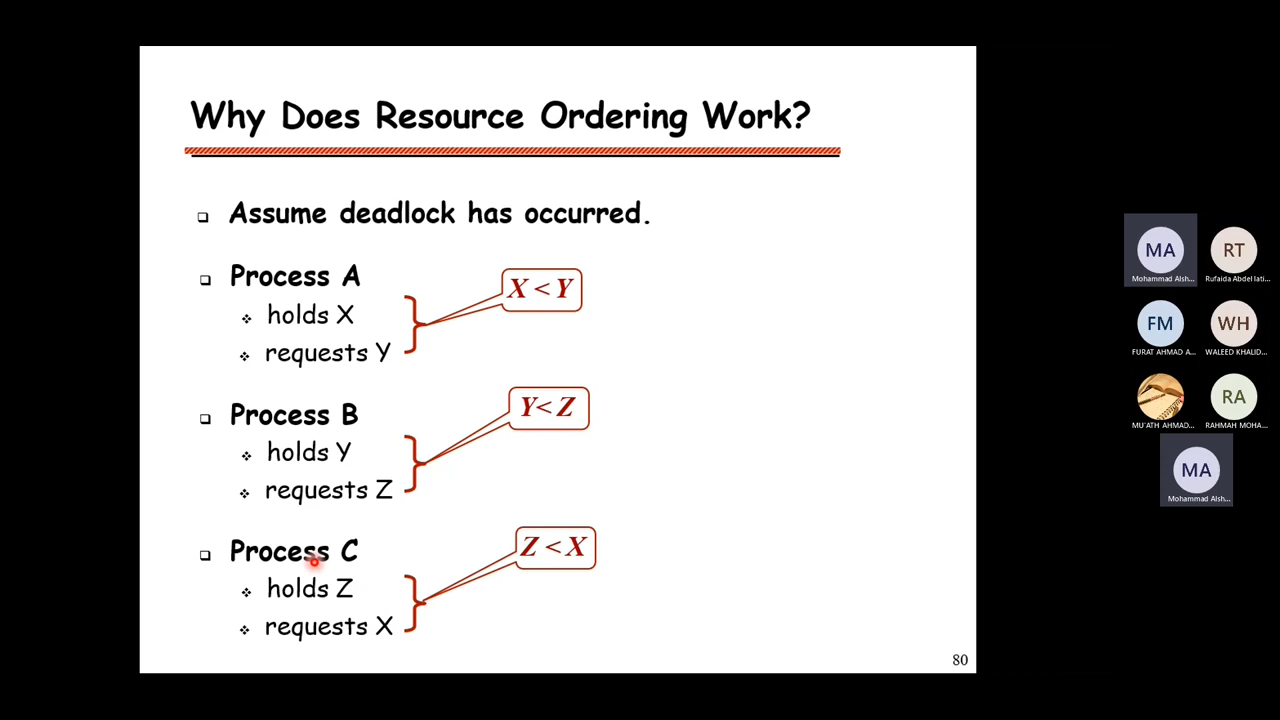 Why Does Resource Ordering Work?
Assume deadlock has occurred.
Process A
holds X
requests Y
X < Y
Process B
holds Y
requests Z
Y< Z
Process C
holds Z
requests X
Z < X
80
MA
Mohammad Alsh...
RT
Rufaida Abdel lati...
FM
FURAT AHMAD A...
WH
WALEED KHALID...
MU'ATH AHMAD...
RA
RAHMAH MOHA...
MA
Mohammad Alsh...